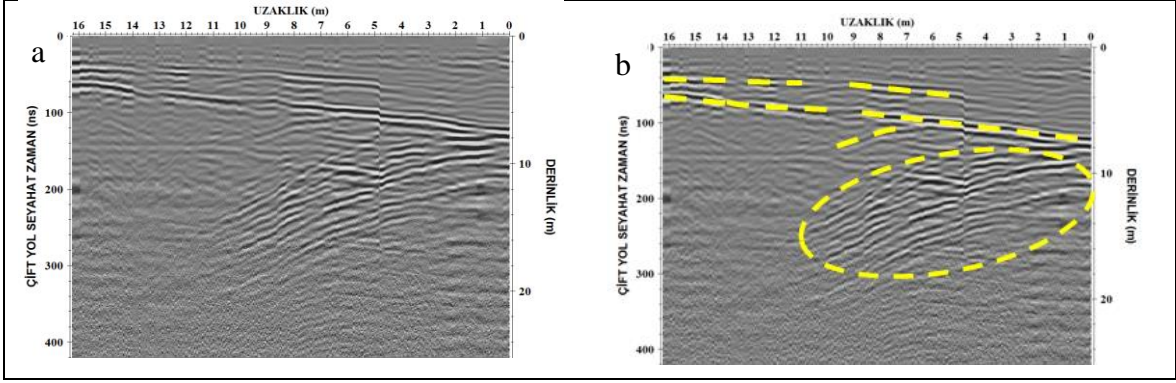 UZAKLIK (m)
16 15 14 13 12 11 10 9 8 7 6 5 4 3 2 1 0
a
0
100
200
300
400
ÇİFT YOL SEYAHAT ZAMAN (ns)
0
10
20
DERİNLİK (m)
UZAKLIK (m)
16 15 14 13 12 11 10 9 8 7 6 5 4 3 2 1 0
b
0
100
200
300
400
ÇİFT YOL SEYAHAT ZAMAN (ns)
0
10
20
DERİNLİK (m)